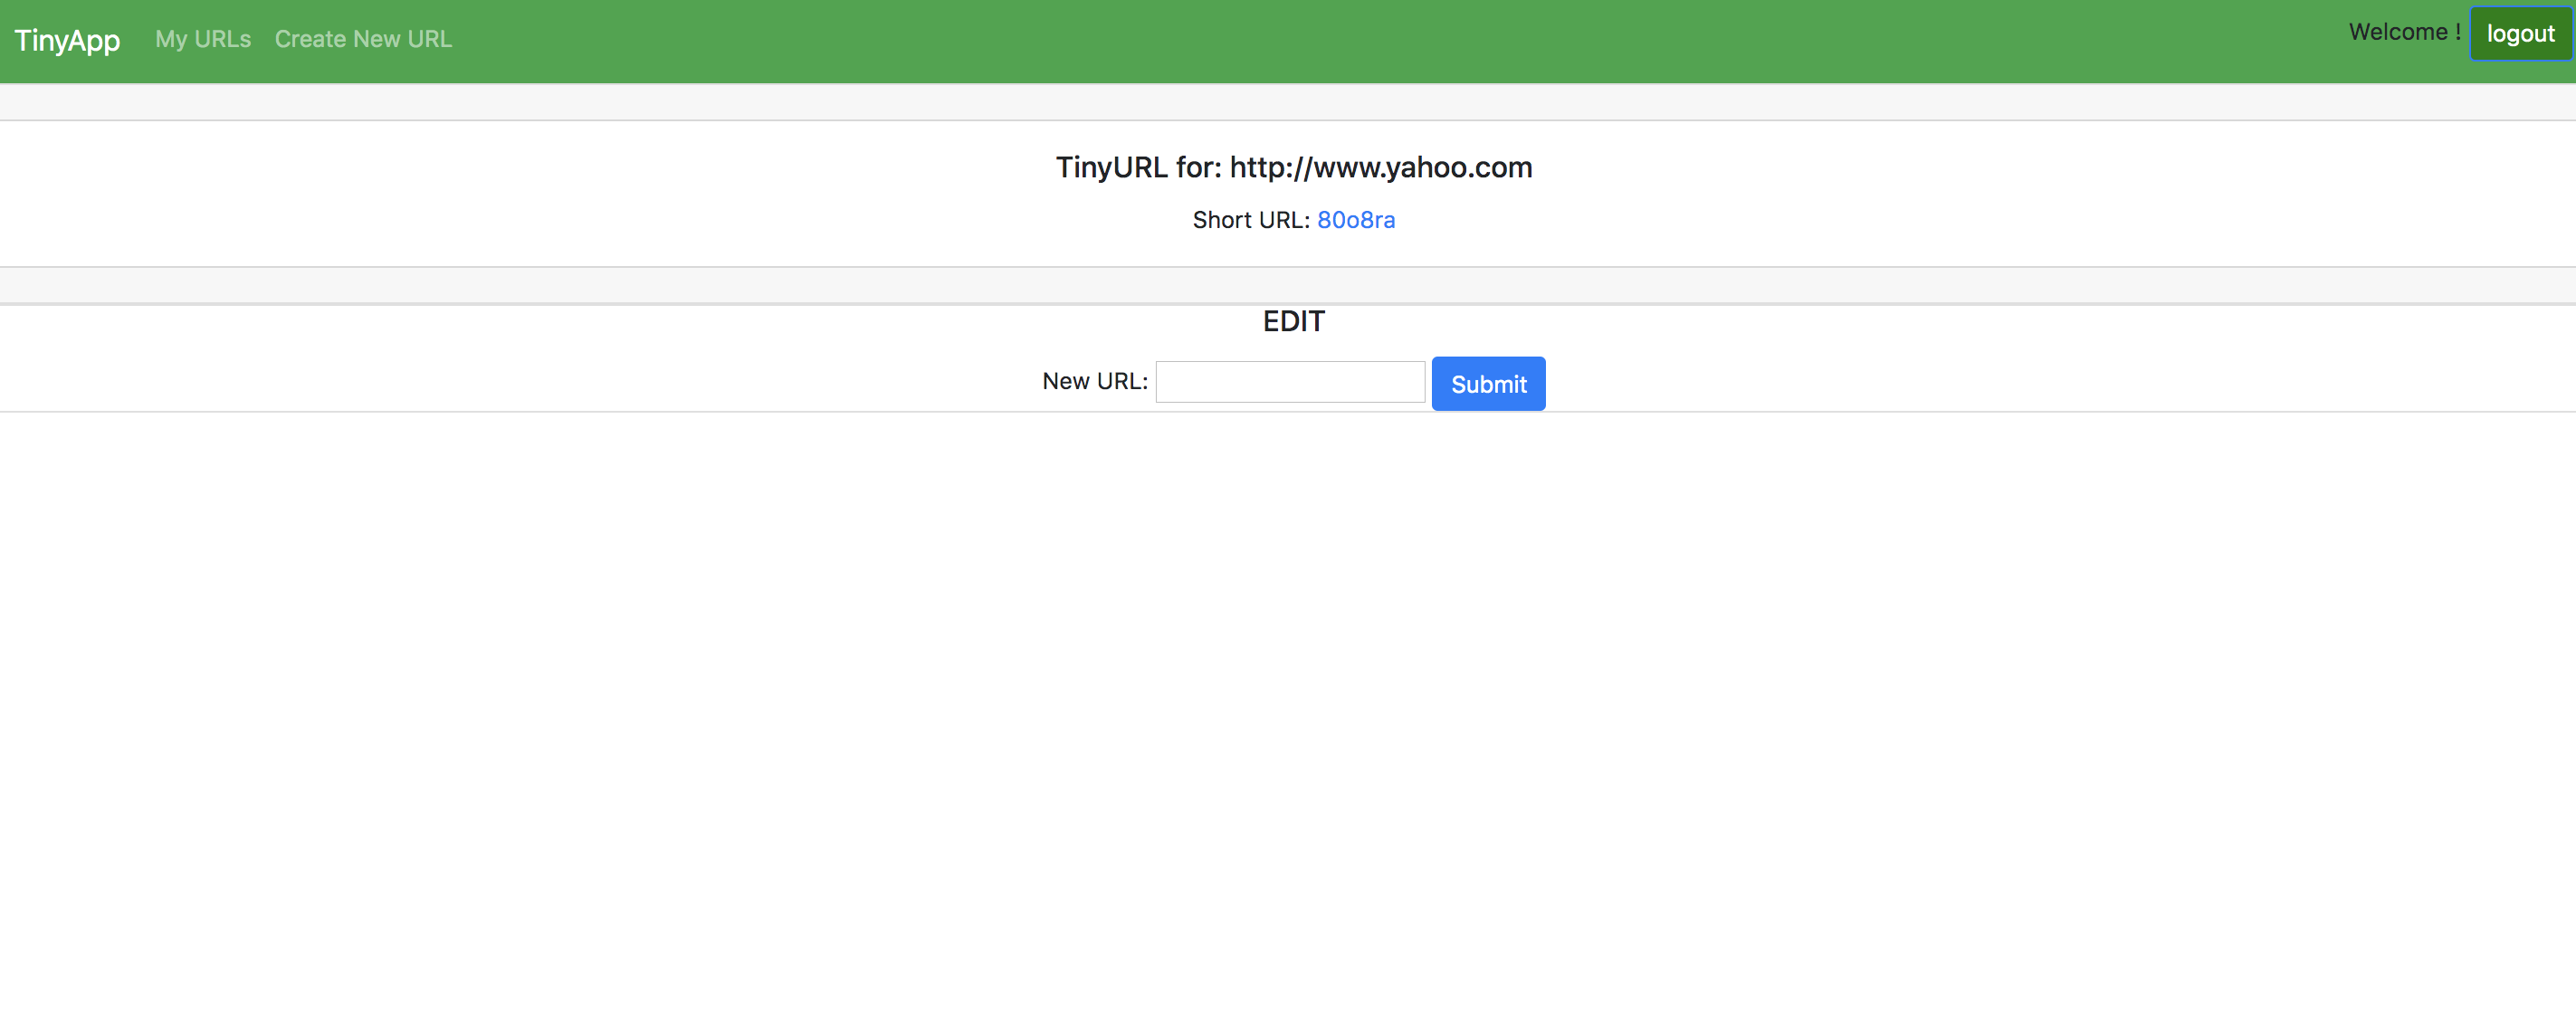 TinyApp My URLs Create New URL Welcome ! logout
TinyURL for: http://www.yahoo.com
Short URL: 80o8ra
EDIT
New URL: Submit